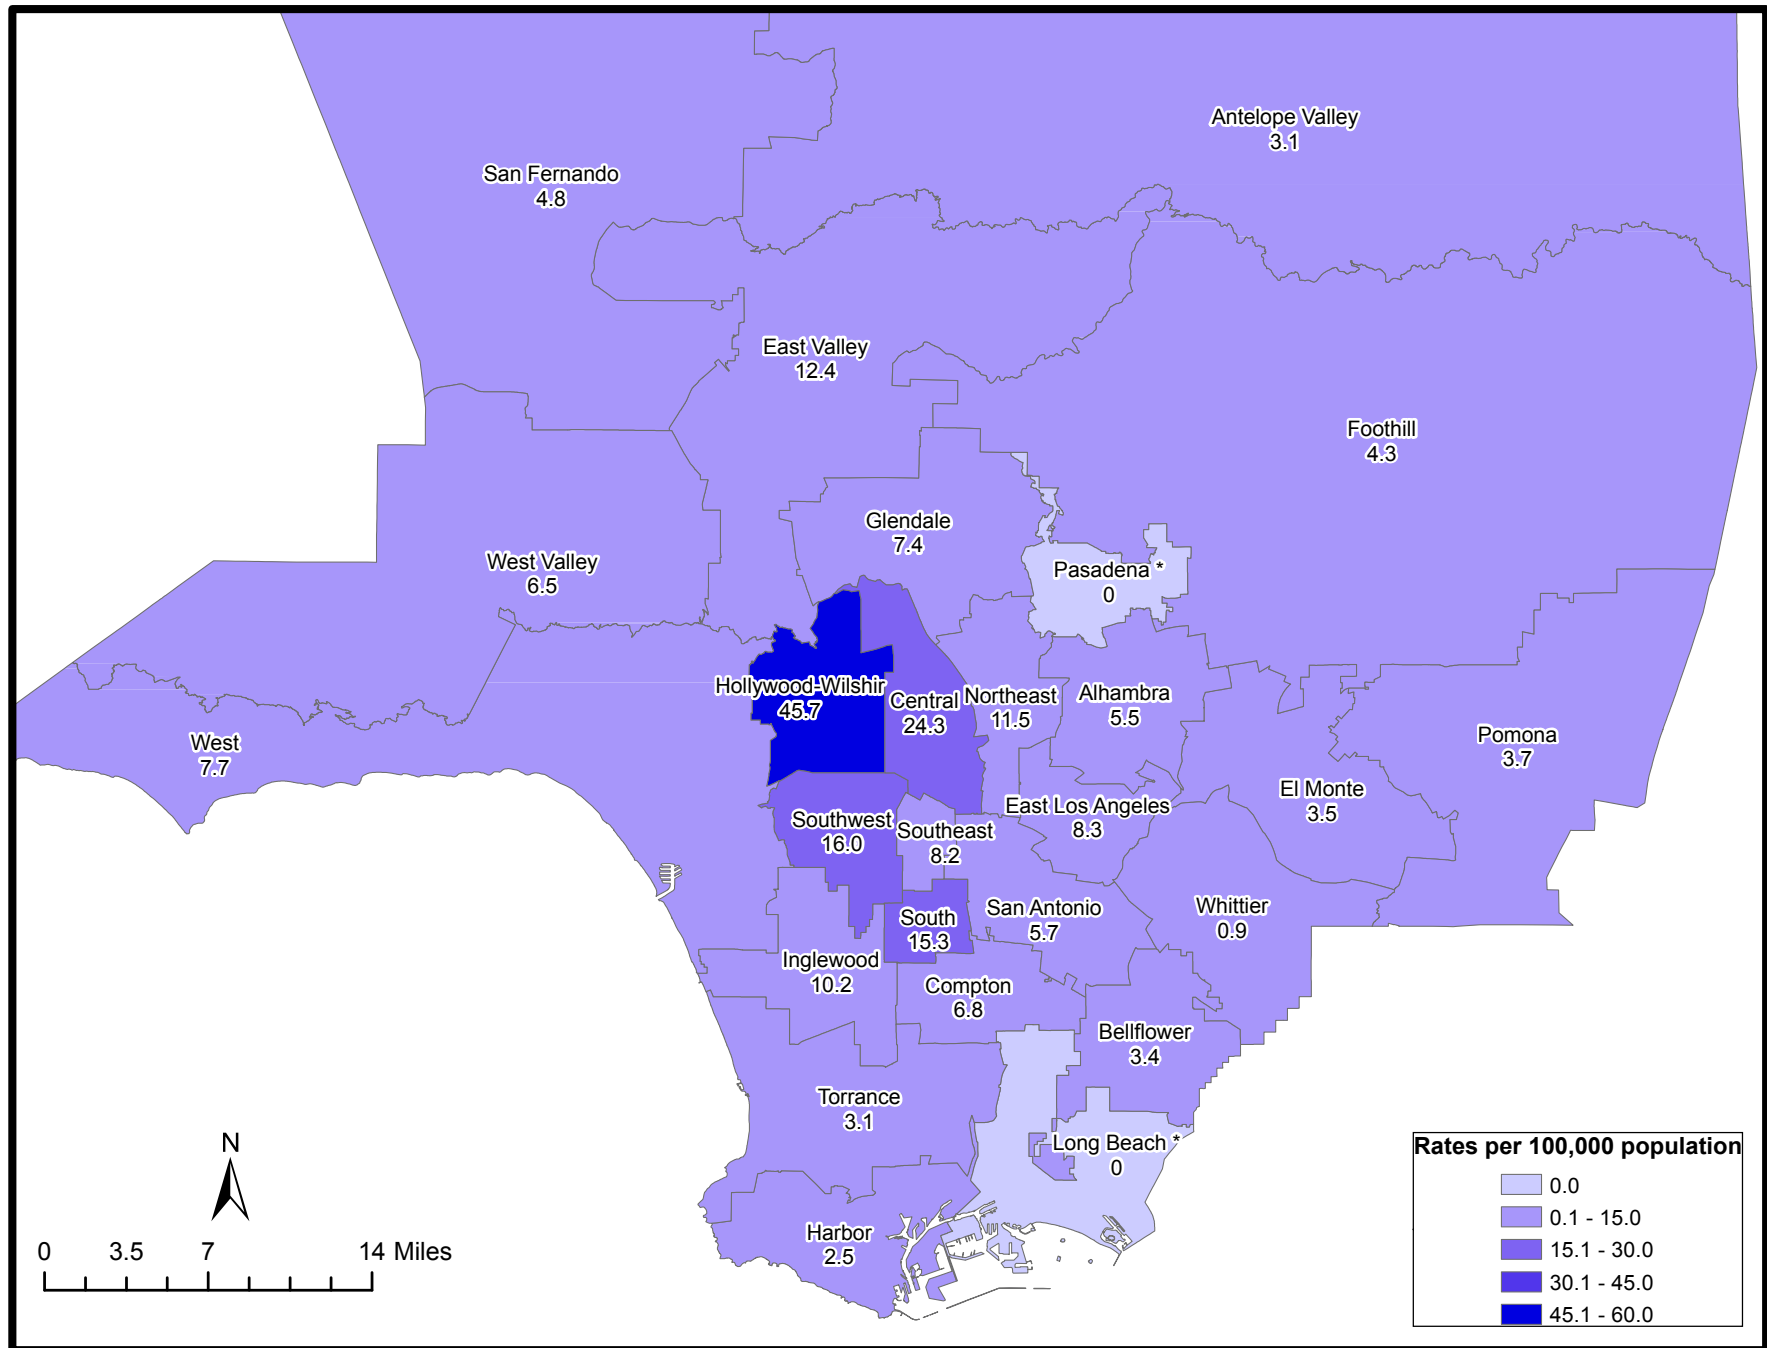 Antelope Valley
3.1
San Fernando
4.8
East Valley
12.4
Foothill
4.3
Glendale
7.4
West Valley
6.5
Pasadena *
0
Hollywood-Wilshir
45.7
Central
24.3
Northeast
11.5
Alhambra
5.5
West
7.7
Pomona
3.7
El Monte
3.5
East Los Angeles
8.3
Southwest
16.0
Southeast
8.2
South
15.3
San Antonio
5.7
Whittier
0.9
Inglewood
10.2
Compton
6.8
Bellflower
3.4
Torrance
3.1
Long Beach *
0
Harbor
2.5
N
0 3.5 7 14 Miles
Rates per 100,000 population
0.0
0.1 - 15.0
15.1 - 30.0
30.1 - 45.0
45.1 - 60.0